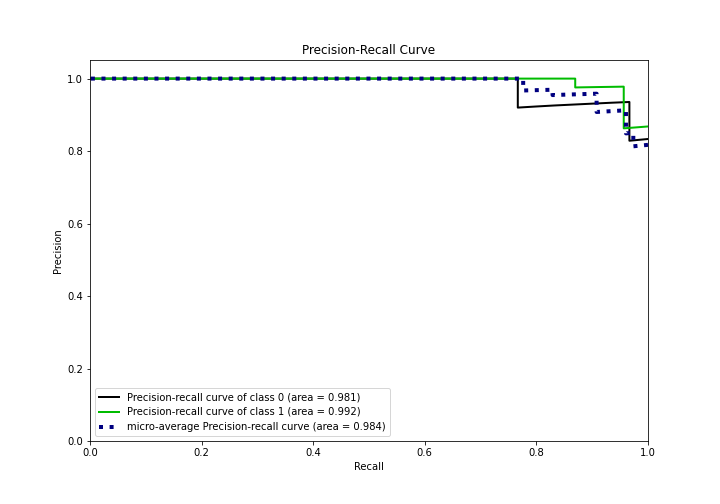 Precision-Recall Curve
1.0
0.8
0.6
0.4
0.2
0.0
Precision
Precision-recall curve of class 0 (area = 0.981)
Precision-recall curve of class 1 (area = 0.992)
micro-average Precision-recall curve (area = 0.984)
0.0 0.2 0.4 0.6 0.8 1.0
Recall